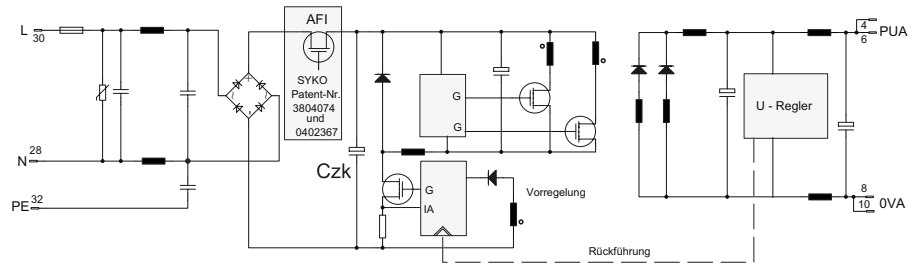 AFI
L
30
SYKO
Patent-Nr.
3804074
und
0402367
N
28
PE
32
Czk
~
~
+
-
G
G
G
IA
Vorregelung
Rückführung
U - Regler
4
6
PUA
8
10
0VA